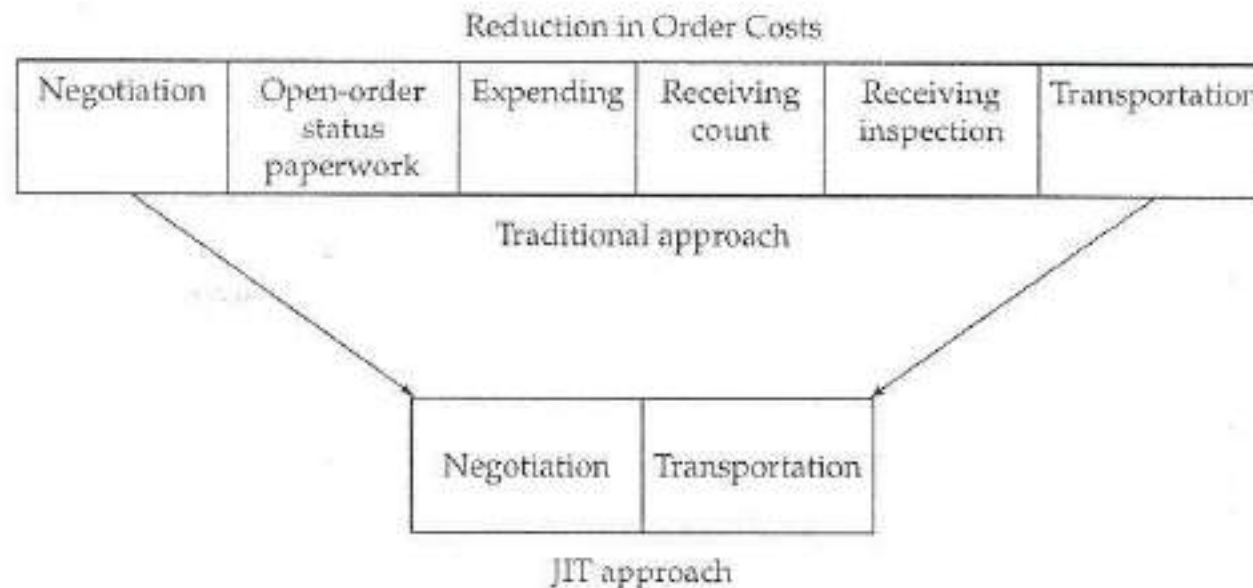 Reduction in Order Costs
Negotiation
Open-order
status
paperwork
Expending
Receiving
count
Receiving
inspection
Transportation
Traditional approach
Negotiation
Transportation
JIT approach